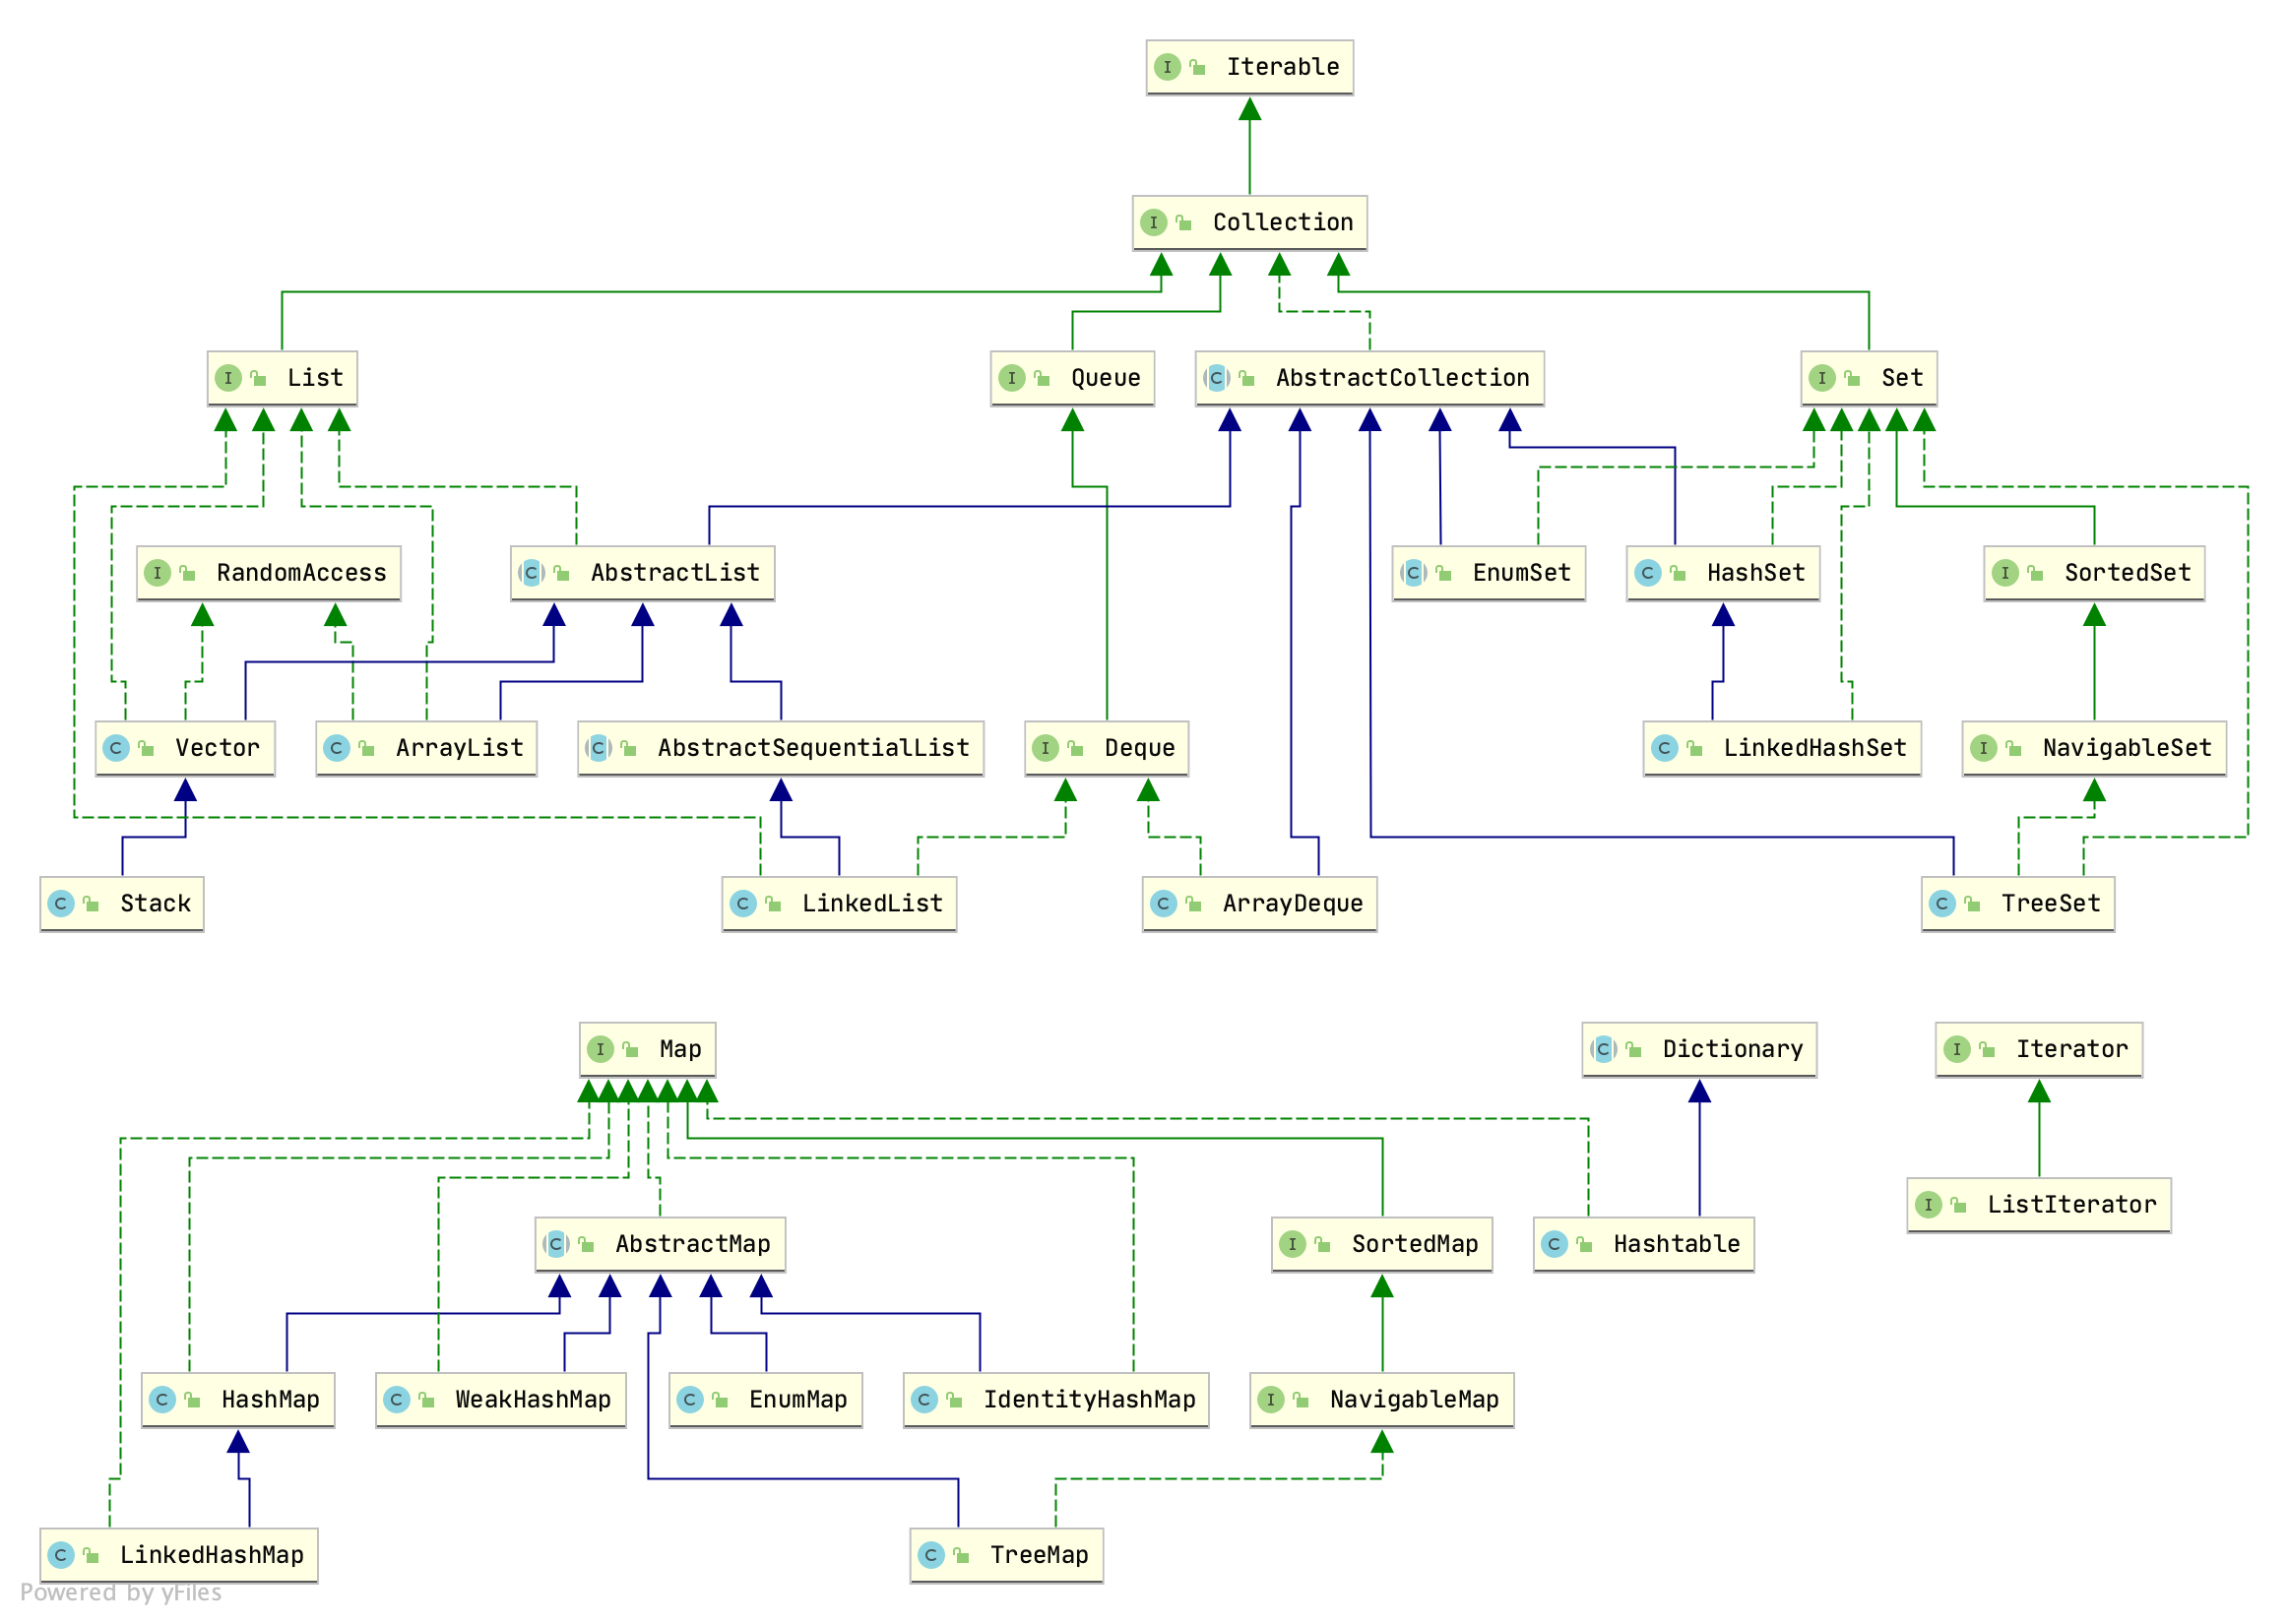 I Iterable
I Collection
I List
I Queue
C AbstractCollection
I Set
I RandomAccess
C AbstractList
C EnumSet
C HashSet
I SortedSet
C Vector
C ArrayList
C AbstractSequentialList
I Deque
C LinkedHashSet
I NavigableSet
C Stack
C LinkedList
C ArrayDeque
C TreeSet
I Map
C Dictionary
I Iterator
I ListIterator
C AbstractMap
I SortedMap
C Hashtable
C HashMap
C WeakHashMap
C EnumMap
C IdentityHashMap
I NavigableMap
C LinkedHashMap
C TreeMap
Powered by yFiles